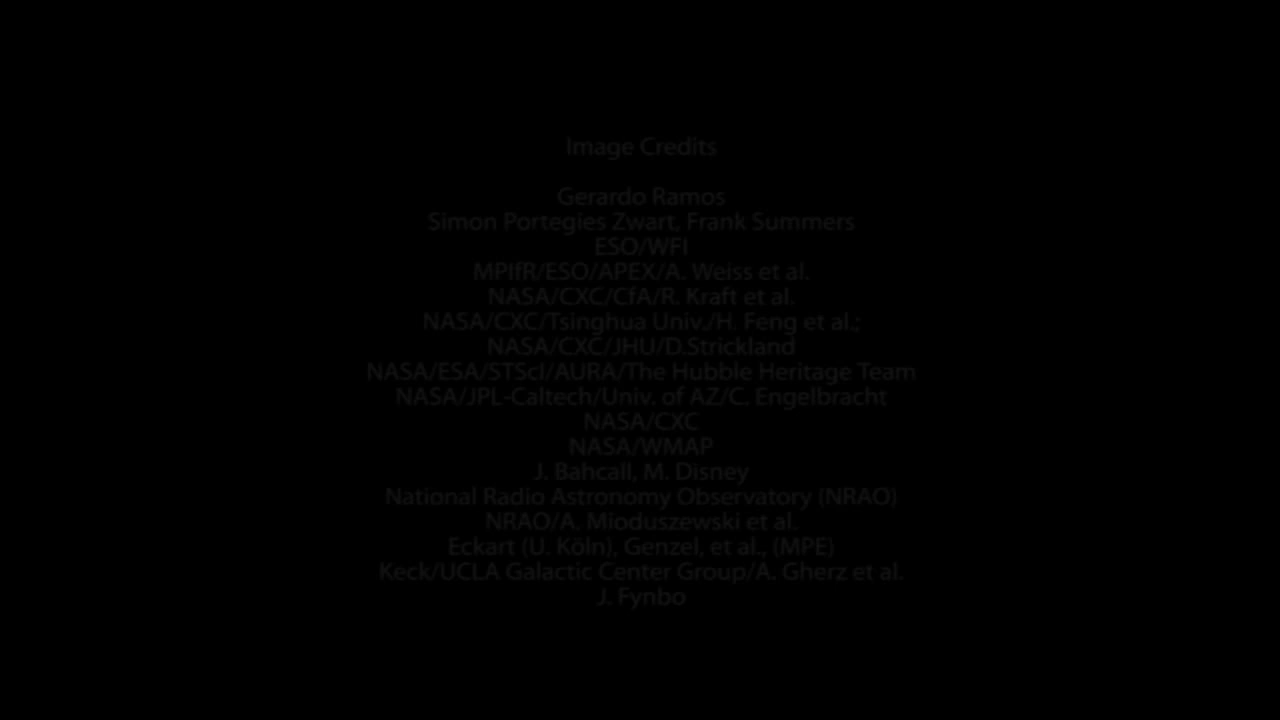 Image Credits
Gerardo Ramos
Simon Portegies Zwart, Frank Summers
ESO/WFI
MPIfR/ESO/APEX/A. Weiss et al.
NASA/CXC/CfA/R. Kraft et al.
NASA/CXC/Tsinghua Univ./H. Feng et al.;
NASA/CXC/JHU/D.Strickland
NASA/ESA/STScI/AURA/The Hubble Heritage Team
NASA/JPL-Caltech/Univ. of AZ/C. Engelbracht
NASA/CXC
NASA/WMAP
J. Bahcall, M. Disney
National Radio Astronomy Observatory (NRAO)
NRAO/A. Mioduszewski et al.
Eckart (U. Köln), Genzel, et al., (MPE)
Keck/UCLA Galactic Center Group/A. Gherz et al.
J. Fynbo